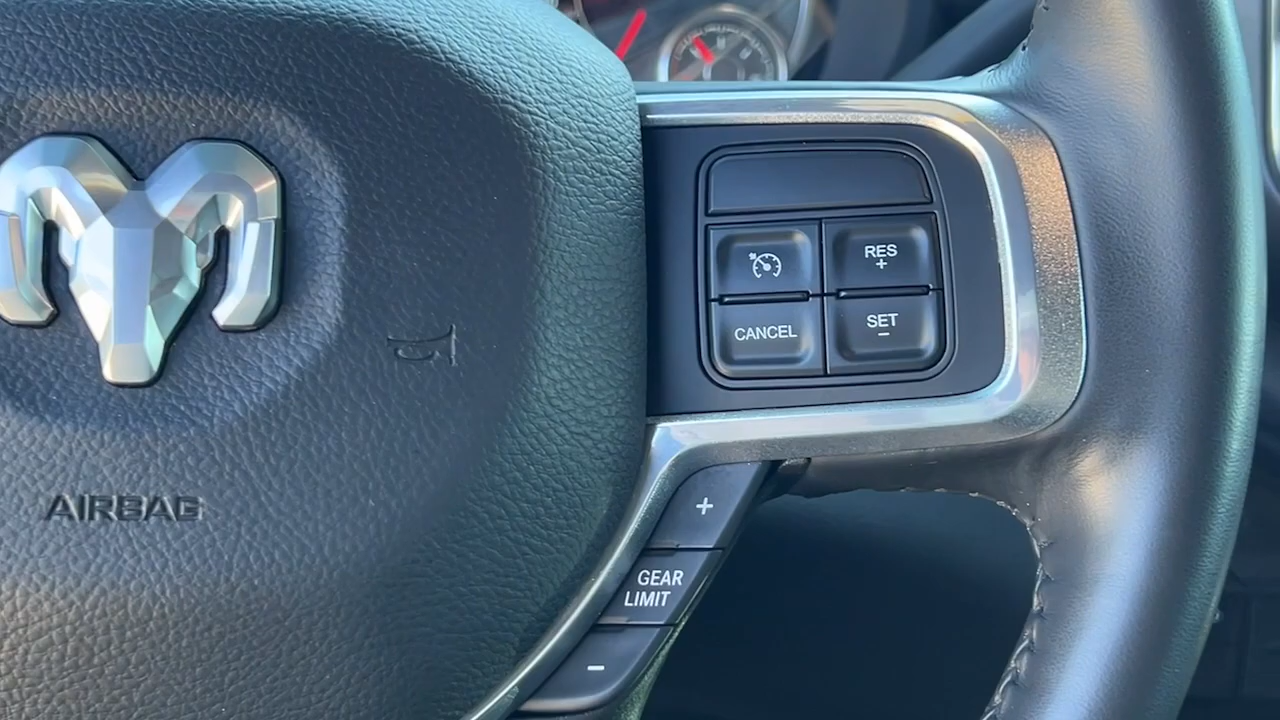 RES
+
CANCEL
SET
−
AIRBAG
+
GEAR
LIMIT
−